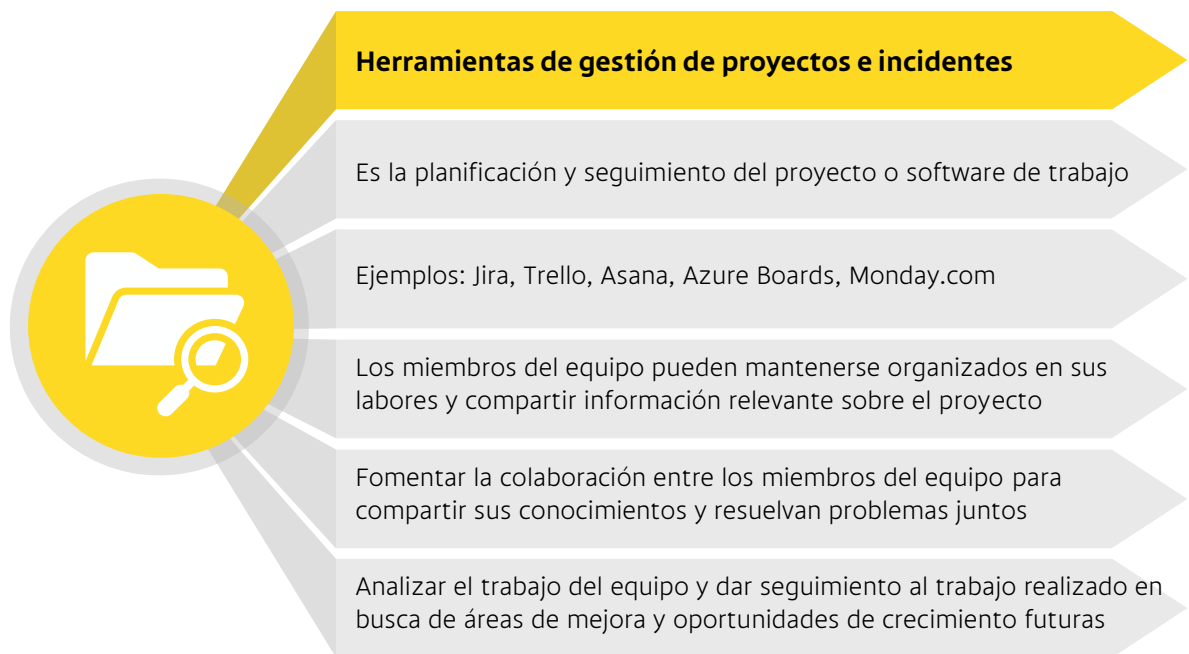 Herramientas de gestión de proyectos e incidentes
Es la planificación y seguimiento del proyecto o software de trabajo
Ejemplos: Jira, Trello, Asana, Azure Boards, Monday.com
Los miembros del equipo pueden mantenerse organizados en sus
labores y compartir información relevante sobre el proyecto
Fomentar la colaboración entre los miembros del equipo para
compartir sus conocimientos y resuelvan problemas juntos
Analizar el trabajo del equipo y dar seguimiento al trabajo realizado en
busca de áreas de mejora y oportunidades de crecimiento futuras